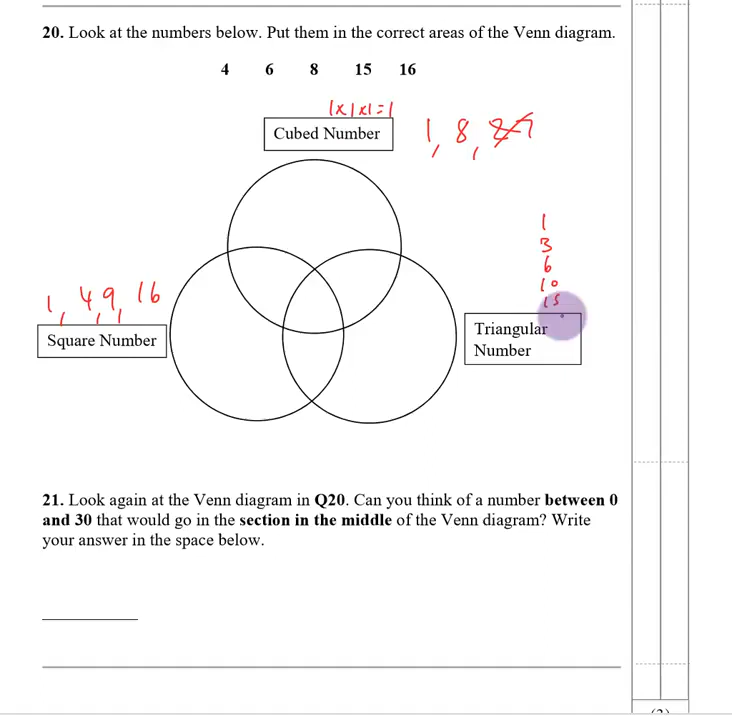 20. Look at the numbers below. Put them in the correct areas of the Venn diagram.
4 6 8 15 16
1x1x1=1
Cubed Number
1, 8, 27
1
3
6
10
15
1, 4, 9, 16
Square Number
Triangular
Number
21. Look again at the Venn diagram in Q20. Can you think of a number between 0
and 30 that would go in the section in the middle of the Venn diagram? Write
your answer in the space below.